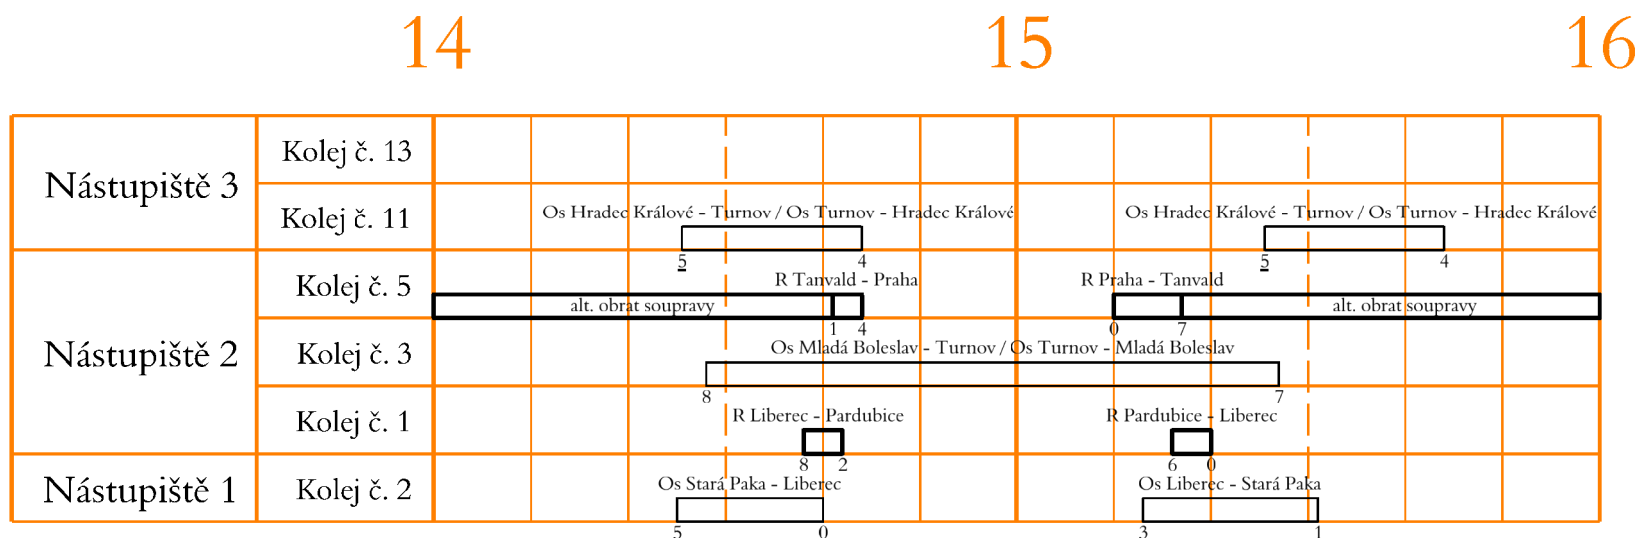 14 15 16
Nástupiště 3
Kolej č. 13
Kolej č. 11
Os Hradec Králové - Turnov / Os Turnov - Hradec Králové
5 4
Os Hradec Králové - Turnov / Os Turnov - Hradec Králové
5 4
Nástupiště 2
Kolej č. 5
R Tanvald - Praha
alt. obrat soupravy
1 4
R Praha - Tanvald
alt. obrat soupravy
0 7
Kolej č. 3
Os Mladá Boleslav - Turnov / Os Turnov - Mladá Boleslav
8 7
Kolej č. 1
R Liberec - Pardubice
8 2
R Pardubice - Liberec
6 0
Nástupiště 1
Kolej č. 2
Os Stará Paka - Liberec
5 0
Os Liberec - Stará Paka
3 1